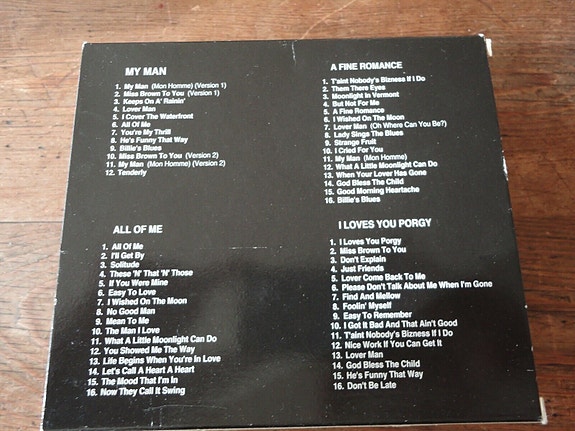 MY MAN
1. My Man (Mon Homme) (Version 1)
2. Miss Brown To You (Version 1)
3. Keeps On A' Rainin'
4. Lover Man
5. I Cover The Waterfront
6. All Of Me
7. You're My Thrill
8. He's Funny That Way
9. Billie's Blues
10. Miss Brown To You (Version 2)
11. My Man (Mon Homme) (Version 2)
12. Tenderly
A FINE ROMANCE
1. T'aint Nobody's Bizness If I Do
2. Them There Eyes
3. Moonlight In Vermont
4. But Not For Me
5. A Fine Romance
6. I Wished On The Moon
7. Lover Man (Oh Where Can You Be?)
8. Lady Sings The Blues
9. Strange Fruit
10. I Cried For You
11. My Man (Mon Homme)
12. What A Little Moonlight Can Do
13. When Your Lover Has Gone
14. God Bless The Child
15. Good Morning Heartache
16. Billie's Blues
ALL OF ME
1. All Of Me
2. I'll Get By
3. Solitude
4. These 'N' That 'N' Those
5. If You Were Mine
6. Easy To Love
7. I Wished On The Moon
8. No Good Man
9. Mean To Me
10. The Man I Love
11. What A Little Moonlight Can Do
12. You Showed Me The Way
13. Life Begins When You're In Love
14. Let's Call A Heart A Heart
15. The Mood That I'm In
16. Now They Call It Swing
I LOVES YOU PORGY
1. I Loves You Porgy
2. Miss Brown To You
3. Don't Explain
4. Just Friends
5. Lover Come Back To Me
6. Please Don't Talk About Me When I'm Gone
7. Find And Mellow
8. Foolin' Myself
9. Easy To Remember
10. I Got It Bad And That Ain't Good
11. T'aint Nobody's Bizness If I Do
12. Nice Work If You Can Get It
13. Lover Man
14. God Bless The Child
15. He's Funny That Way
16. Don't Be Late